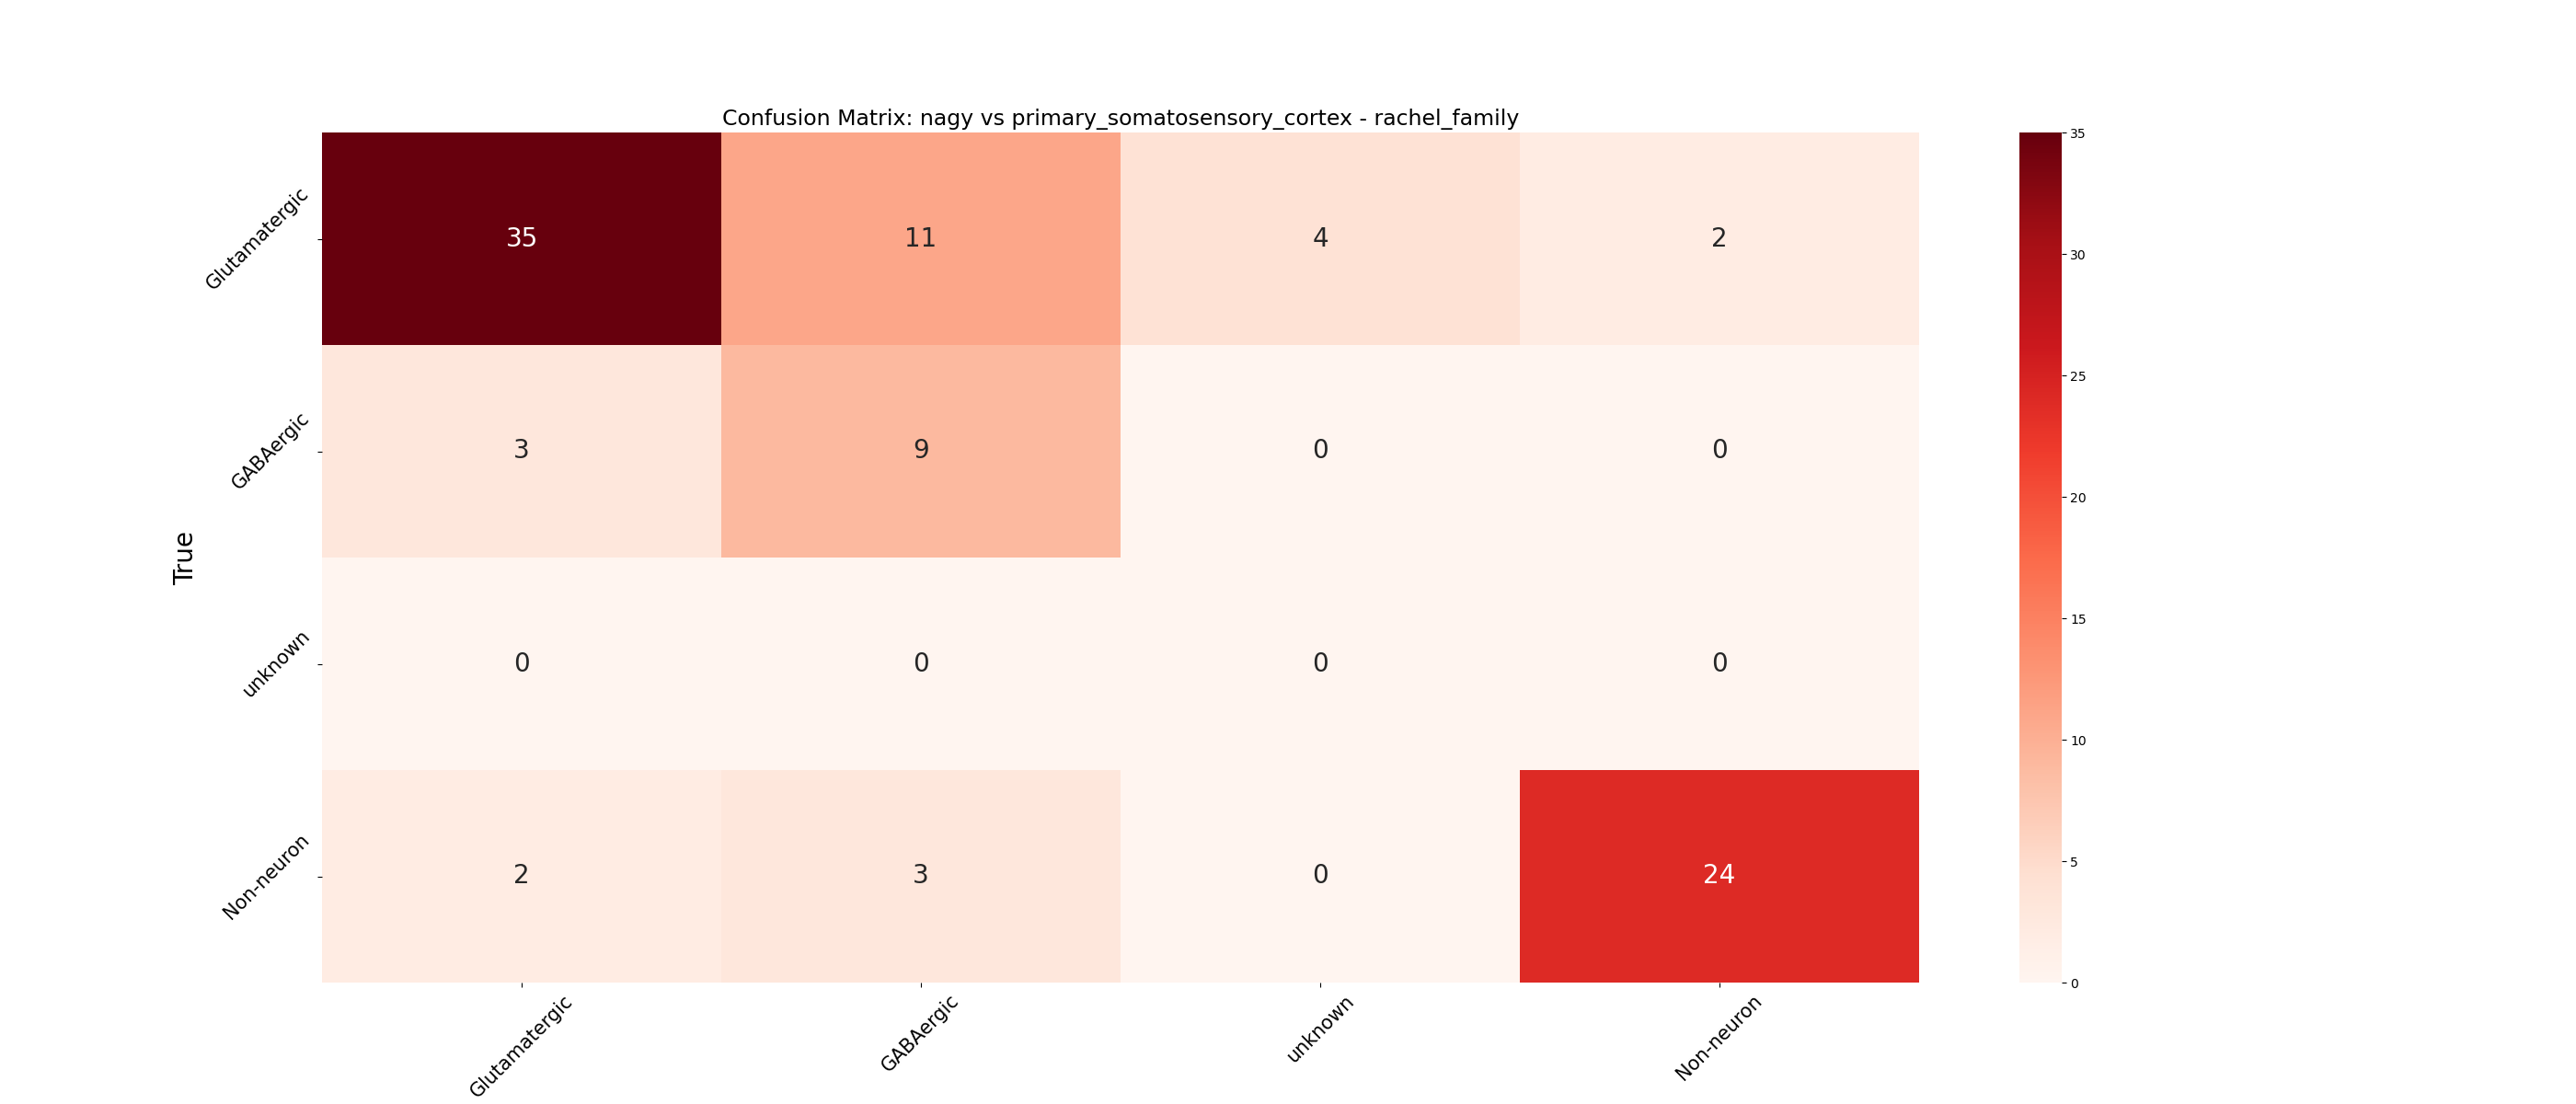 Confusion Matrix: nagy vs primary_somatosensory_cortex - rachel_family
True
Glutamatergic
35 11 4 2
GABAergic
3 9 0 0
unknown
0 0 0 0
Non-neuron
2 3 0 24
Glutamatergic GABAergic unknown Non-neuron
35
30
25
20
15
10
5
0